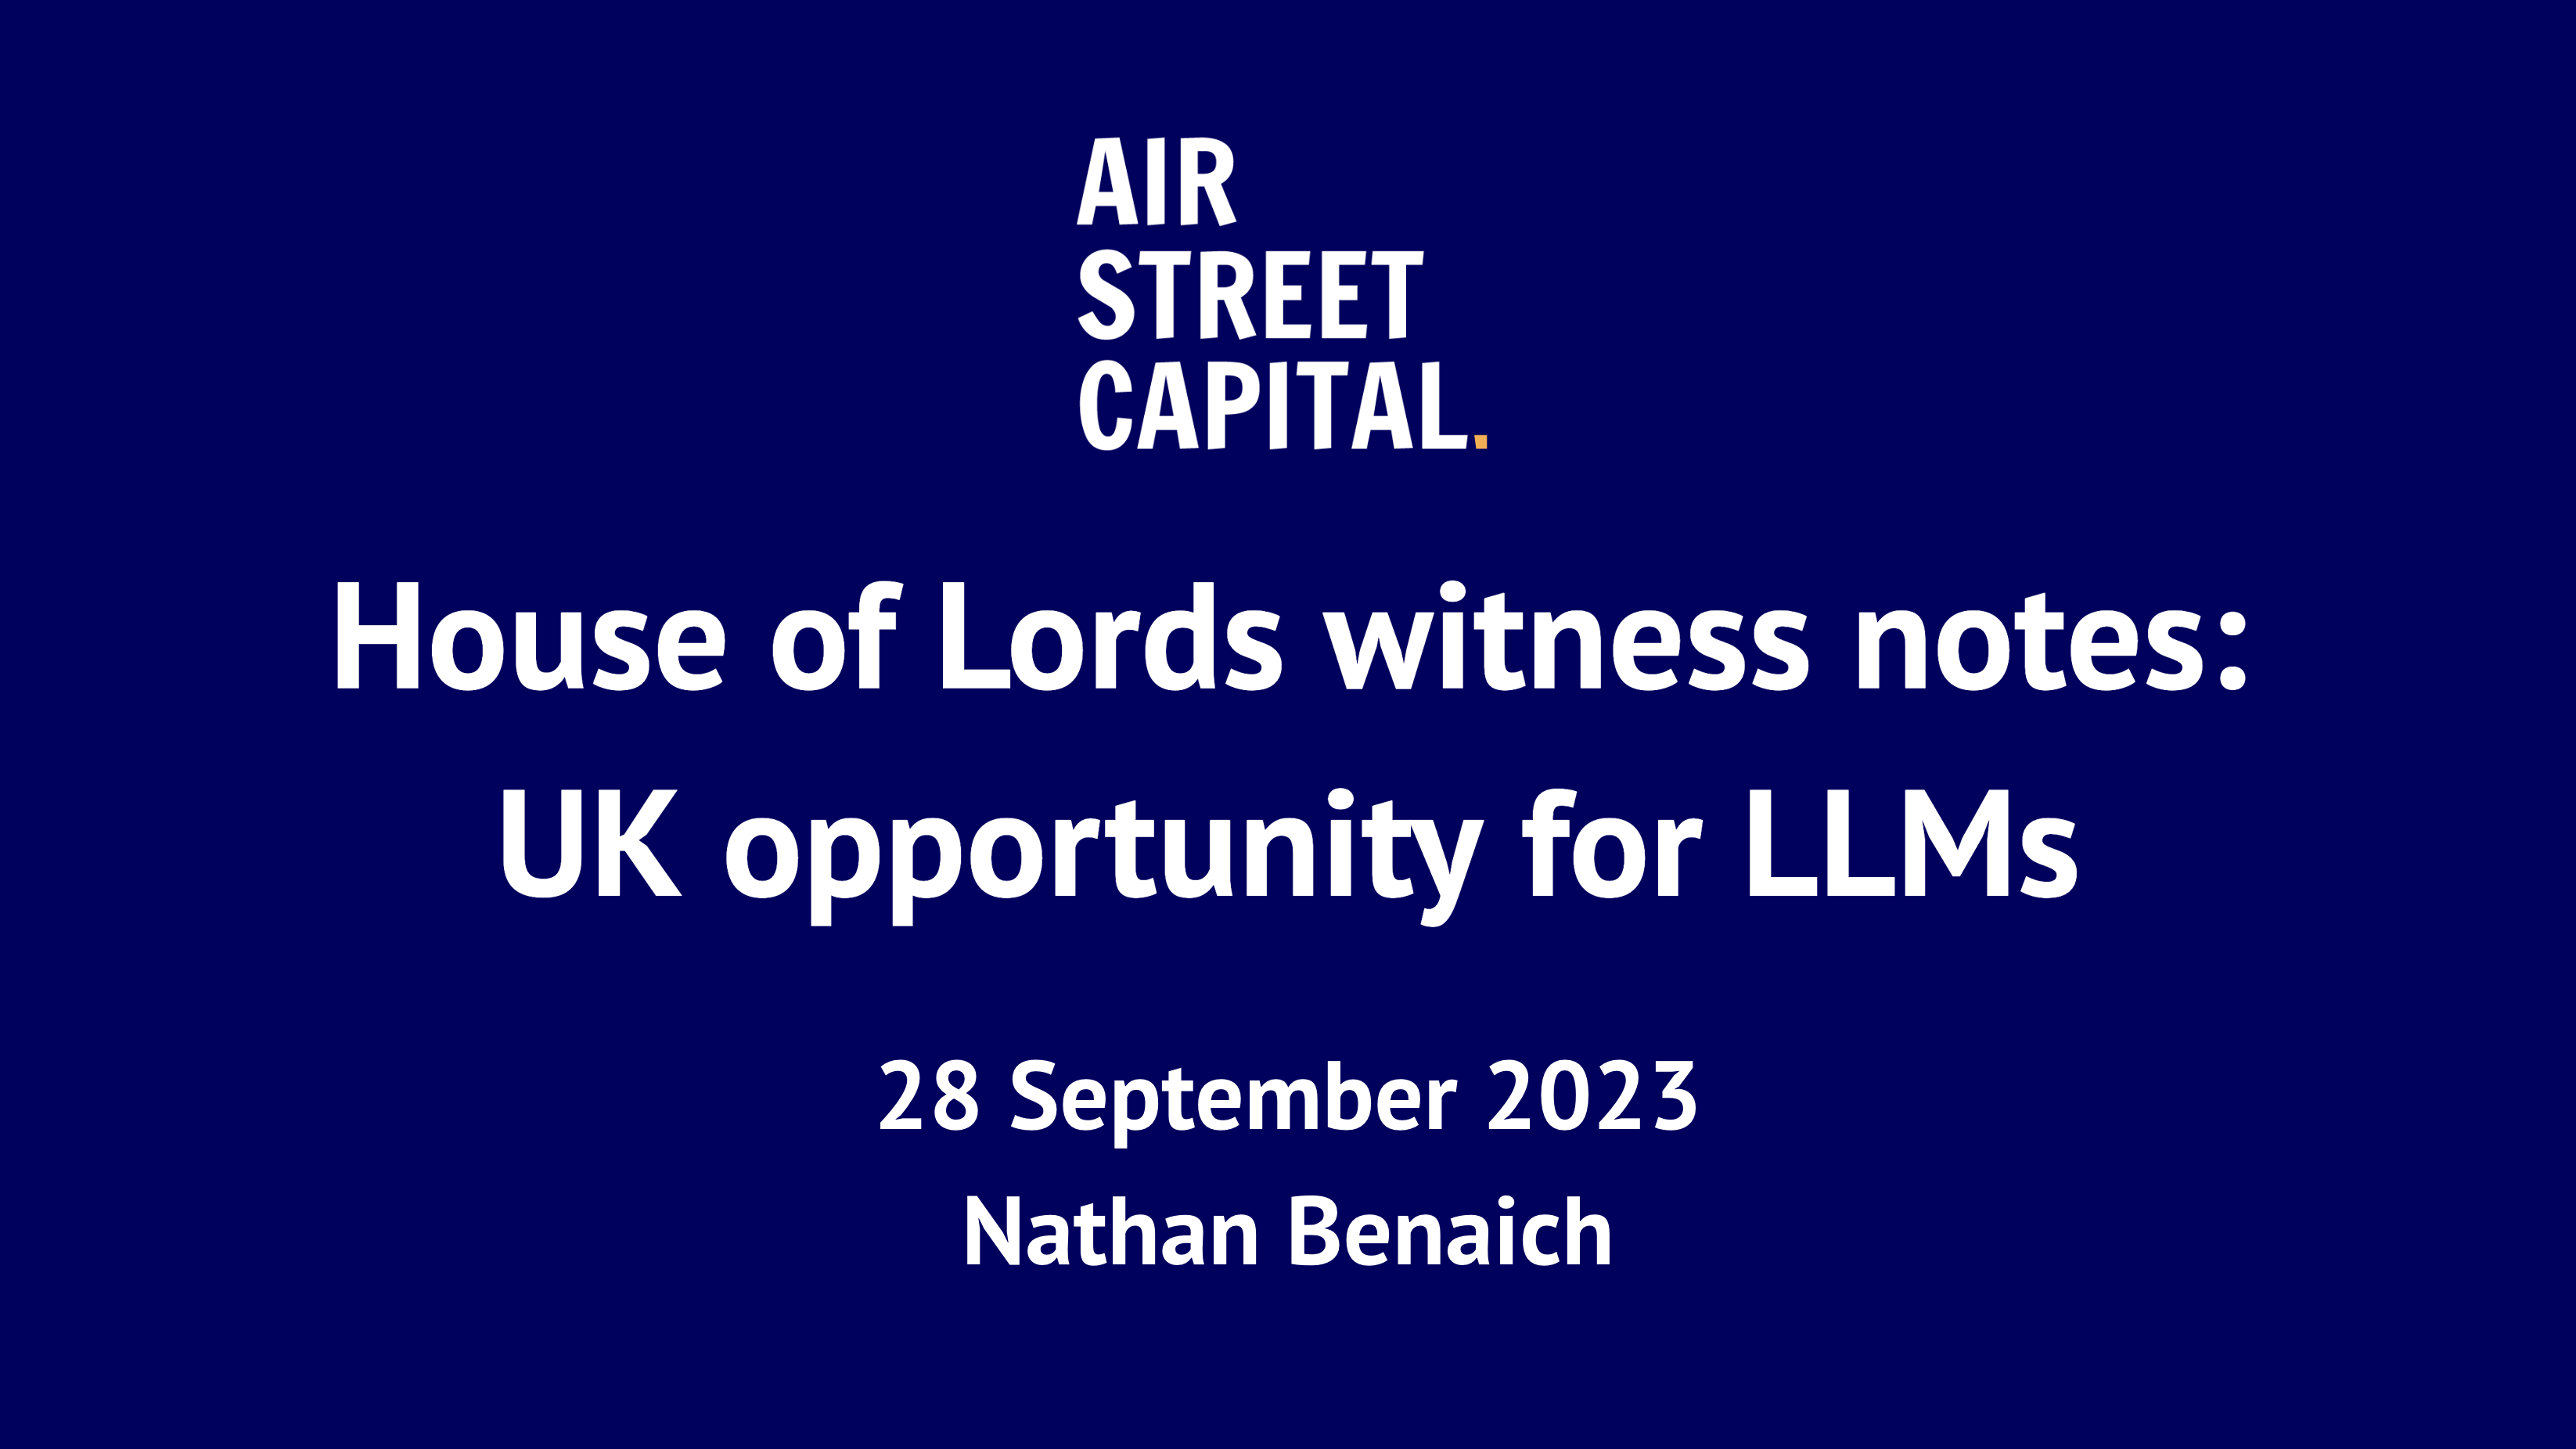 AIR
STREET
CAPITAL.
House of Lords witness notes:
UK opportunity for LLMs
28 September 2023
Nathan Benaich